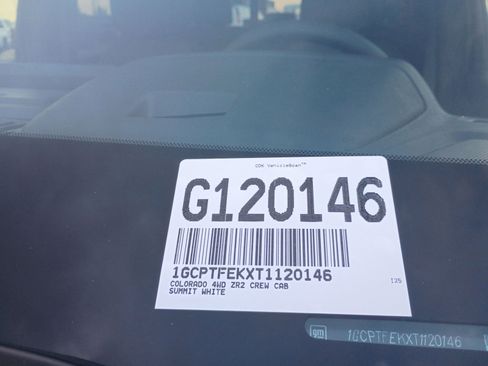 CDK VehicleScan™
G120146
1GCPTFEKXT1120146
COLORADO 4WD ZR2 CREW CAB
SUMMIT WHITE
I25
gm 1GCPTFEKXT1120146